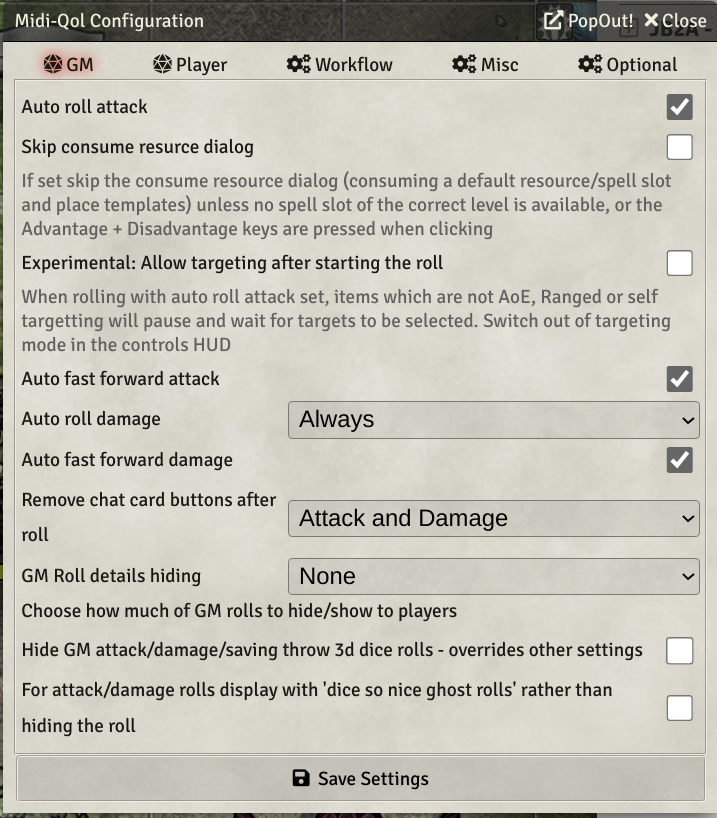 Midi-Qol Configuration PopOut! Close
JB2A -
GM Player Workflow Misc Optional
Auto roll attack
Skip consume resurce dialog
If set skip the consume resource dialog (consuming a default resource/spell slot
and place templates) unless no spell slot of the correct level is available, or the
Advantage + Disadvantage keys are pressed when clicking
Experimental: Allow targeting after starting the roll
When rolling with auto roll attack set, items which are not AoE, Ranged or self
targetting will pause and wait for targets to be selected. Switch out of targeting
mode in the controls HUD
Auto fast forward attack
Auto roll damage Always
Auto fast forward damage
Remove chat card buttons after
roll
Attack and Damage
GM Roll details hiding None
Choose how much of GM rolls to hide/show to players
Hide GM attack/damage/saving throw 3d dice rolls - overrides other settings
For attack/damage rolls display with 'dice so nice ghost rolls' rather than
hiding the roll
Save Settings